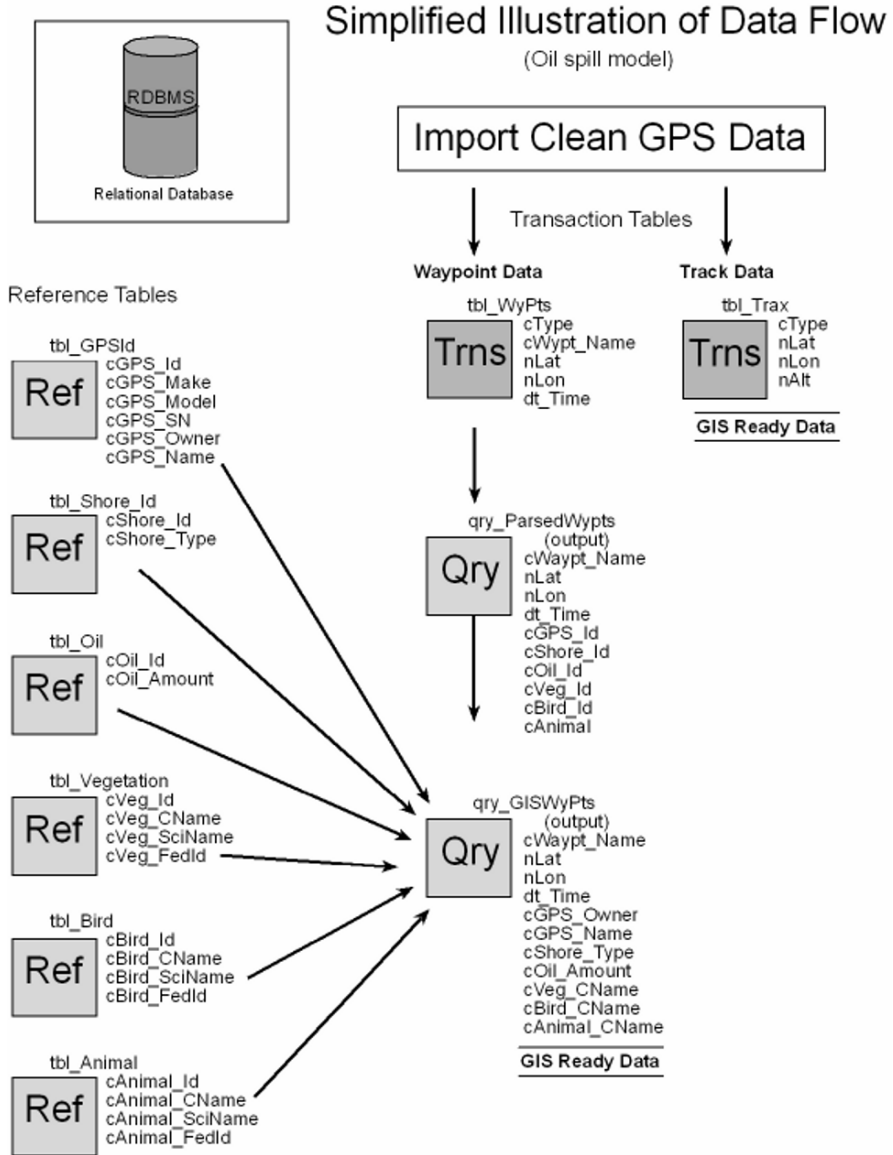 Simplified Illustration of Data Flow
(Oil spill model)
RDBMS
Relational Database
Import Clean GPS Data
Transaction Tables
Waypoint Data
Track Data
tbl_WyPts
Trns
cType
cWypt_Name
nLat
nLon
dt_Time
tbl_Trax
Trns
cType
nLat
nLon
nAlt
GIS Ready Data
Reference Tables
tbl_GPSId
Ref
cGPS_Id
cGPS_Make
cGPS_Model
cGPS_SN
cGPS_Owner
cGPS_Name
tbl_Shore_Id
Ref
cShore_Id
cShore_Type
tbl_Oil
Ref
cOil_Id
cOil_Amount
tbl_Vegetation
Ref
cVeg_Id
cVeg_CName
cVeg_SciName
cVeg_FedId
tbl_Bird
Ref
cBird_Id
cBird_CName
cBird_SciName
cBird_FedId
tbl_Animal
Ref
cAnimal_Id
cAnimal_CName
cAnimal_SciName
cAnimal_FedId
qry_ParsedWypts
(output)
Qry
cWaypt_Name
nLat
nLon
dt_Time
cGPS_Id
cShore_Id
cOil_Id
cVeg_Id
cBird_Id
cAnimal
qry_GISWyPts
(output)
Qry
cWaypt_Name
nLat
nLon
dt_Time
cGPS_Owner
cGPS_Name
cShore_Type
cOil_Amount
cVeg_CName
cBird_CName
cAnimal_CName
GIS Ready Data